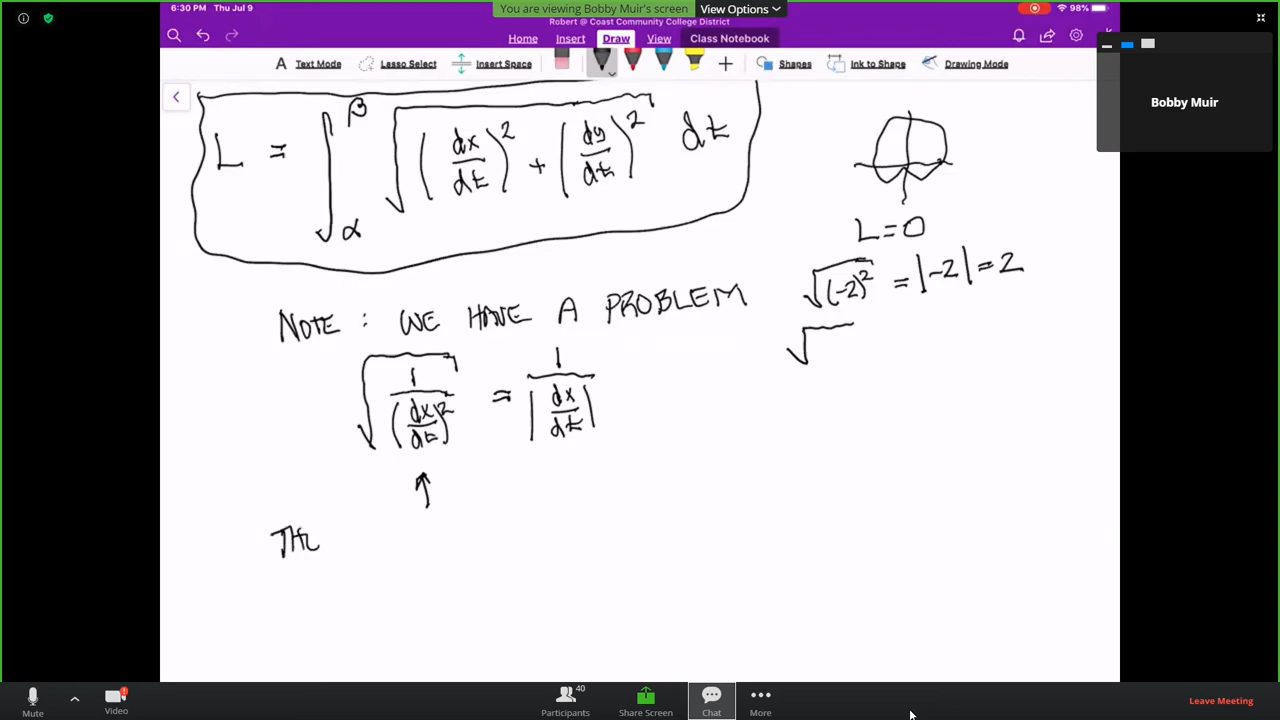 6:30 PM Thu Jul 9
You are viewing Bobby Muir's screen
View Options
98%
Robert @ Coast Community College District
Home Insert Draw View Class Notebook
Text Mode Lasso Select Insert Space Shapes Ink to Shape Drawing Mode
Bobby Muir
L = ∫_α^β √((dx/dt)² + (dy/dt)²) dt
L=0
√(-2)² = |-2| = 2
√
NOTE : WE HAVE A PROBLEM
√(1/(dx/dt)²) = 1/|dx/dt|
↑
Mute Video 1 Participants 40 Share Screen Chat More Leave Meeting